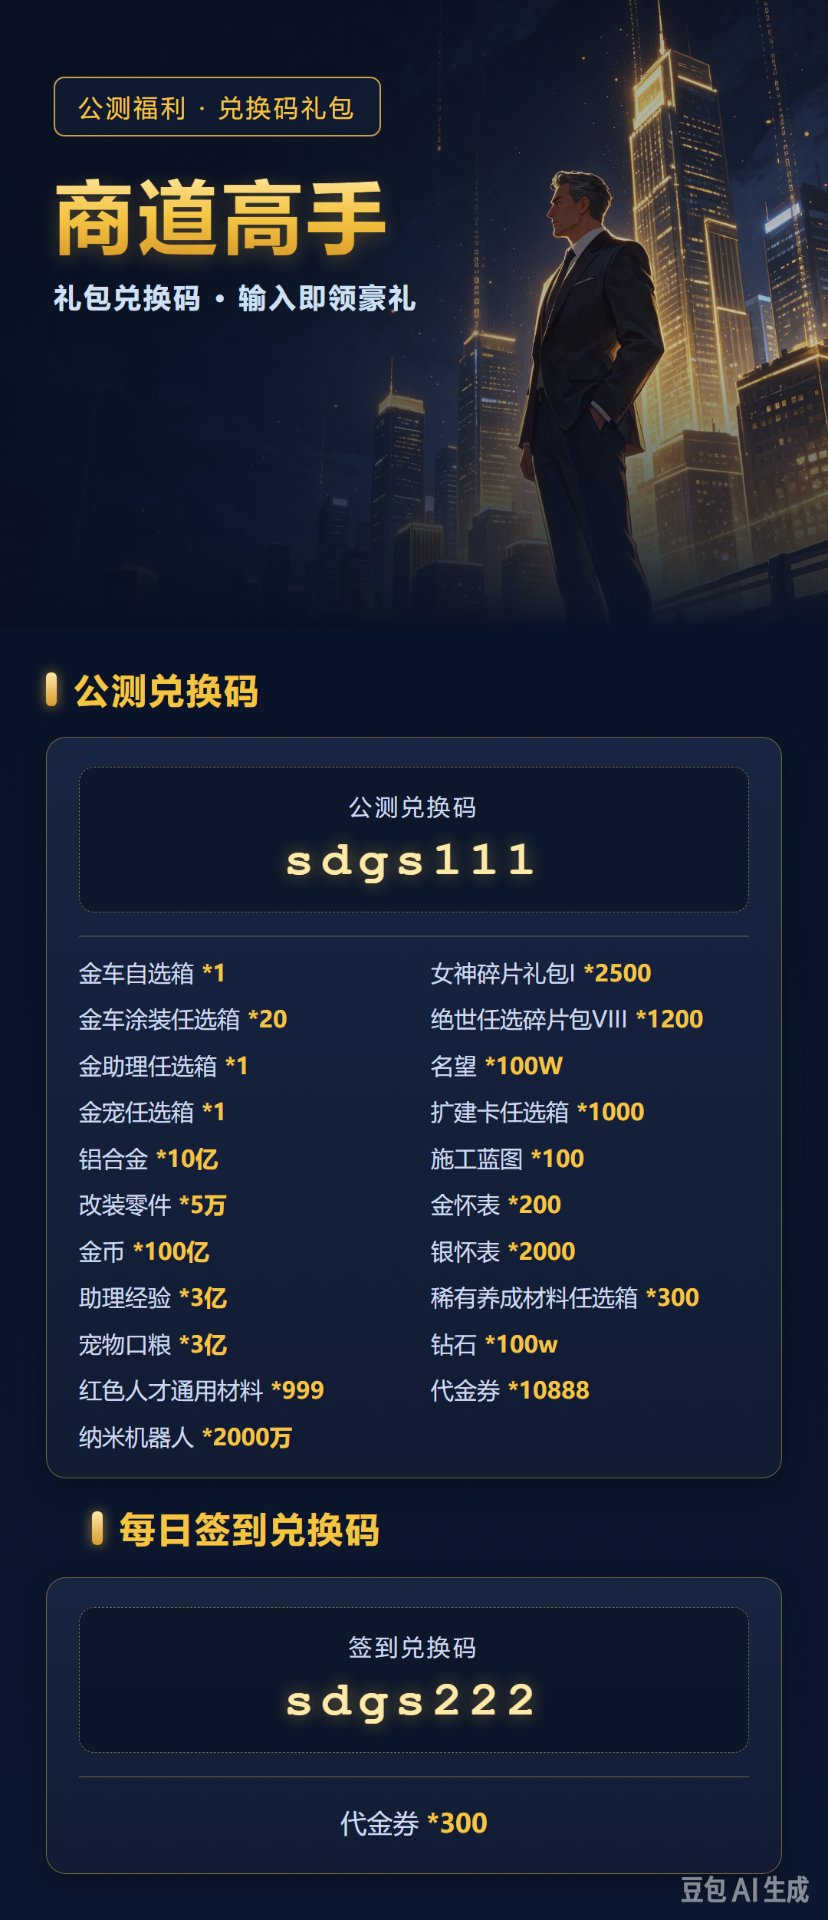 公测福利 · 兑换码礼包
商道高手
礼包兑换码 • 输入即领豪礼
公测兑换码
公测兑换码
sdgs111
金车自选箱 *1
女神碎片礼包I *2500
金车涂装任选箱 *20
绝世任选碎片包VIII *1200
金助理任选箱 *1
名望 *100W
金宠任选箱 *1
扩建卡任选箱 *1000
铝合金 *10亿
施工蓝图 *100
改装零件 *5万
金怀表 *200
金币 *100亿
银怀表 *2000
助理经验 *3亿
稀有养成材料任选箱 *300
宠物口粮 *3亿
钻石 *100w
红色人才通用材料 *999
代金券 *10888
纳米机器人 *2000万
每日签到兑换码
签到兑换码
sdgs222
代金券 *300
豆包 AI 生成